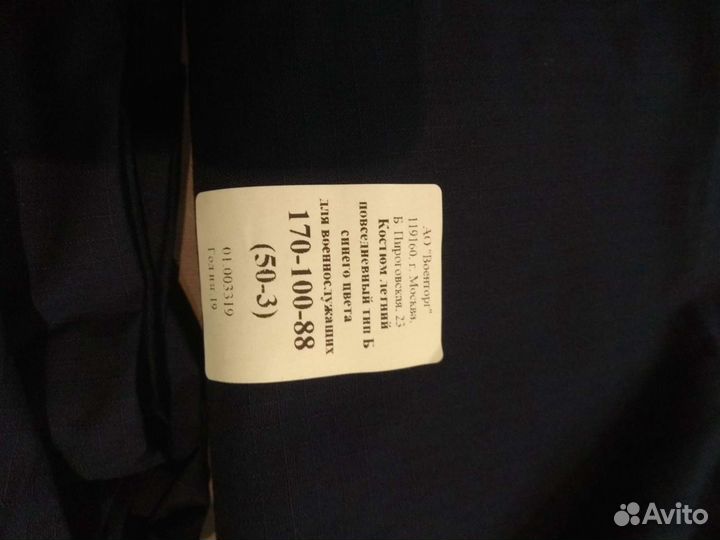 АО "Военторг"
119160, г. Москва,
Б. Пироговская, 23
Костюм летний
повседневный тип Б
синего цвета
для военнослужащих
170-100-88
(50-3)
01 003319
Avito